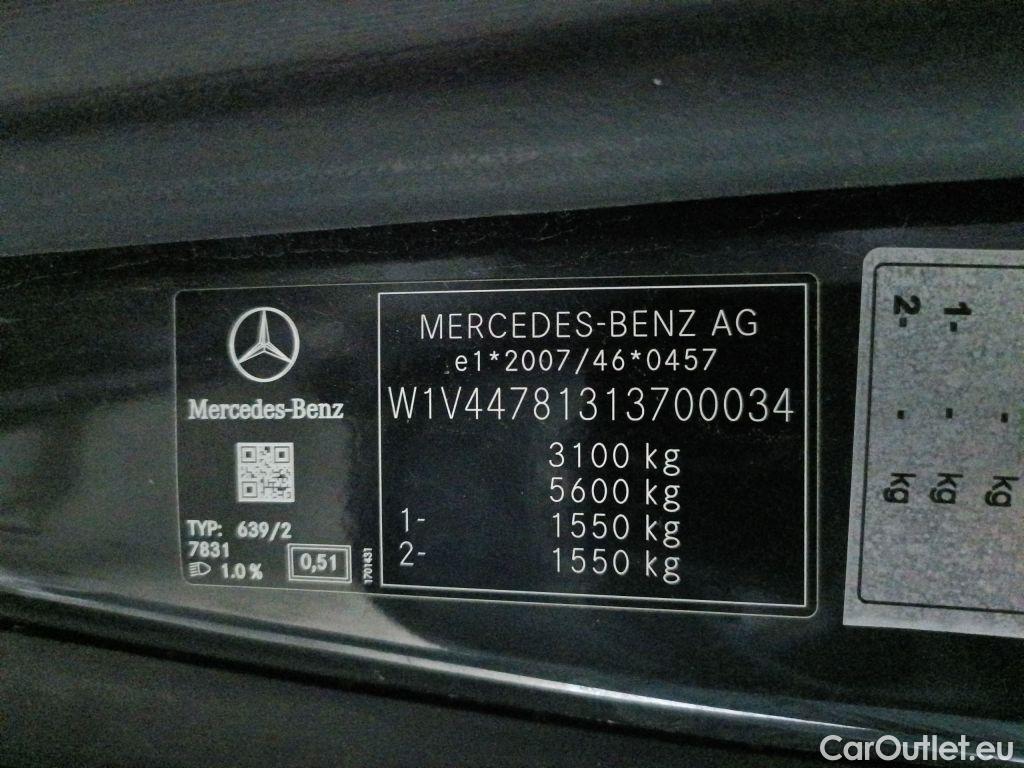 MERCEDES-BENZ AG
e1*2007/46*0457
W1V44781313700034
3100 kg
5600 kg
1- 1550 kg
2- 1550 kg
Mercedes-Benz
TYP: 639/2
7831
1.0 %
0,51
1701431
1- - kg
2- - kg
- kg
CarOutlet.eu